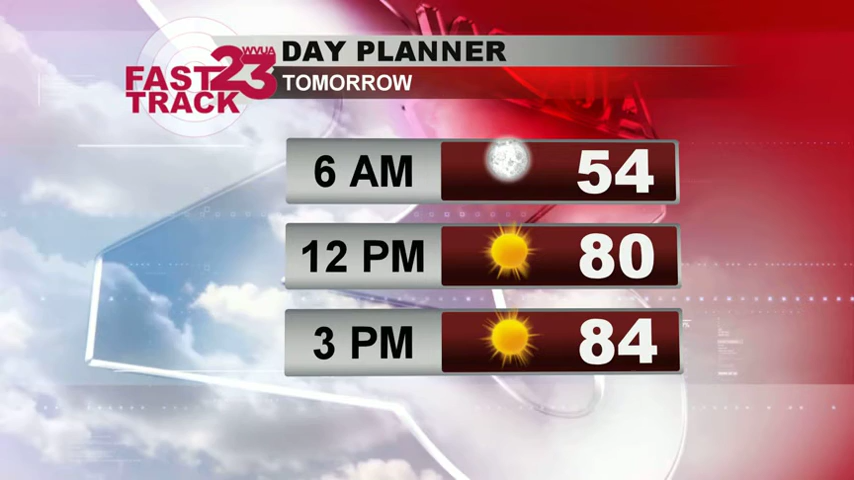 WVUA
23
FAST
TRACK
DAY PLANNER
TOMORROW
6 AM 54
12 PM 80
3 PM 84